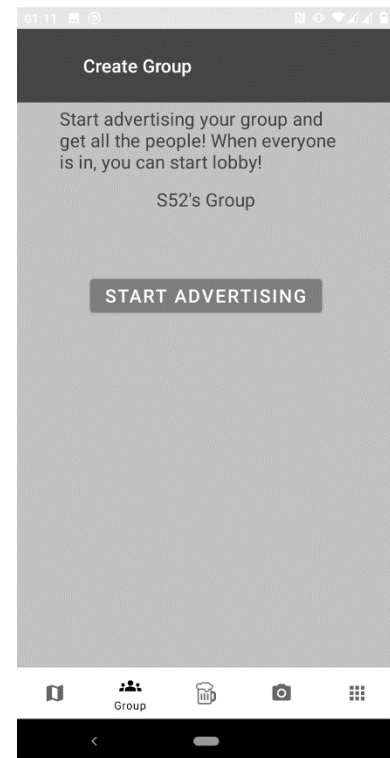 01:11
Create Group
Start advertising your group and
get all the people! When everyone
is in, you can start lobby!
S52's Group
START ADVERTISING
Group